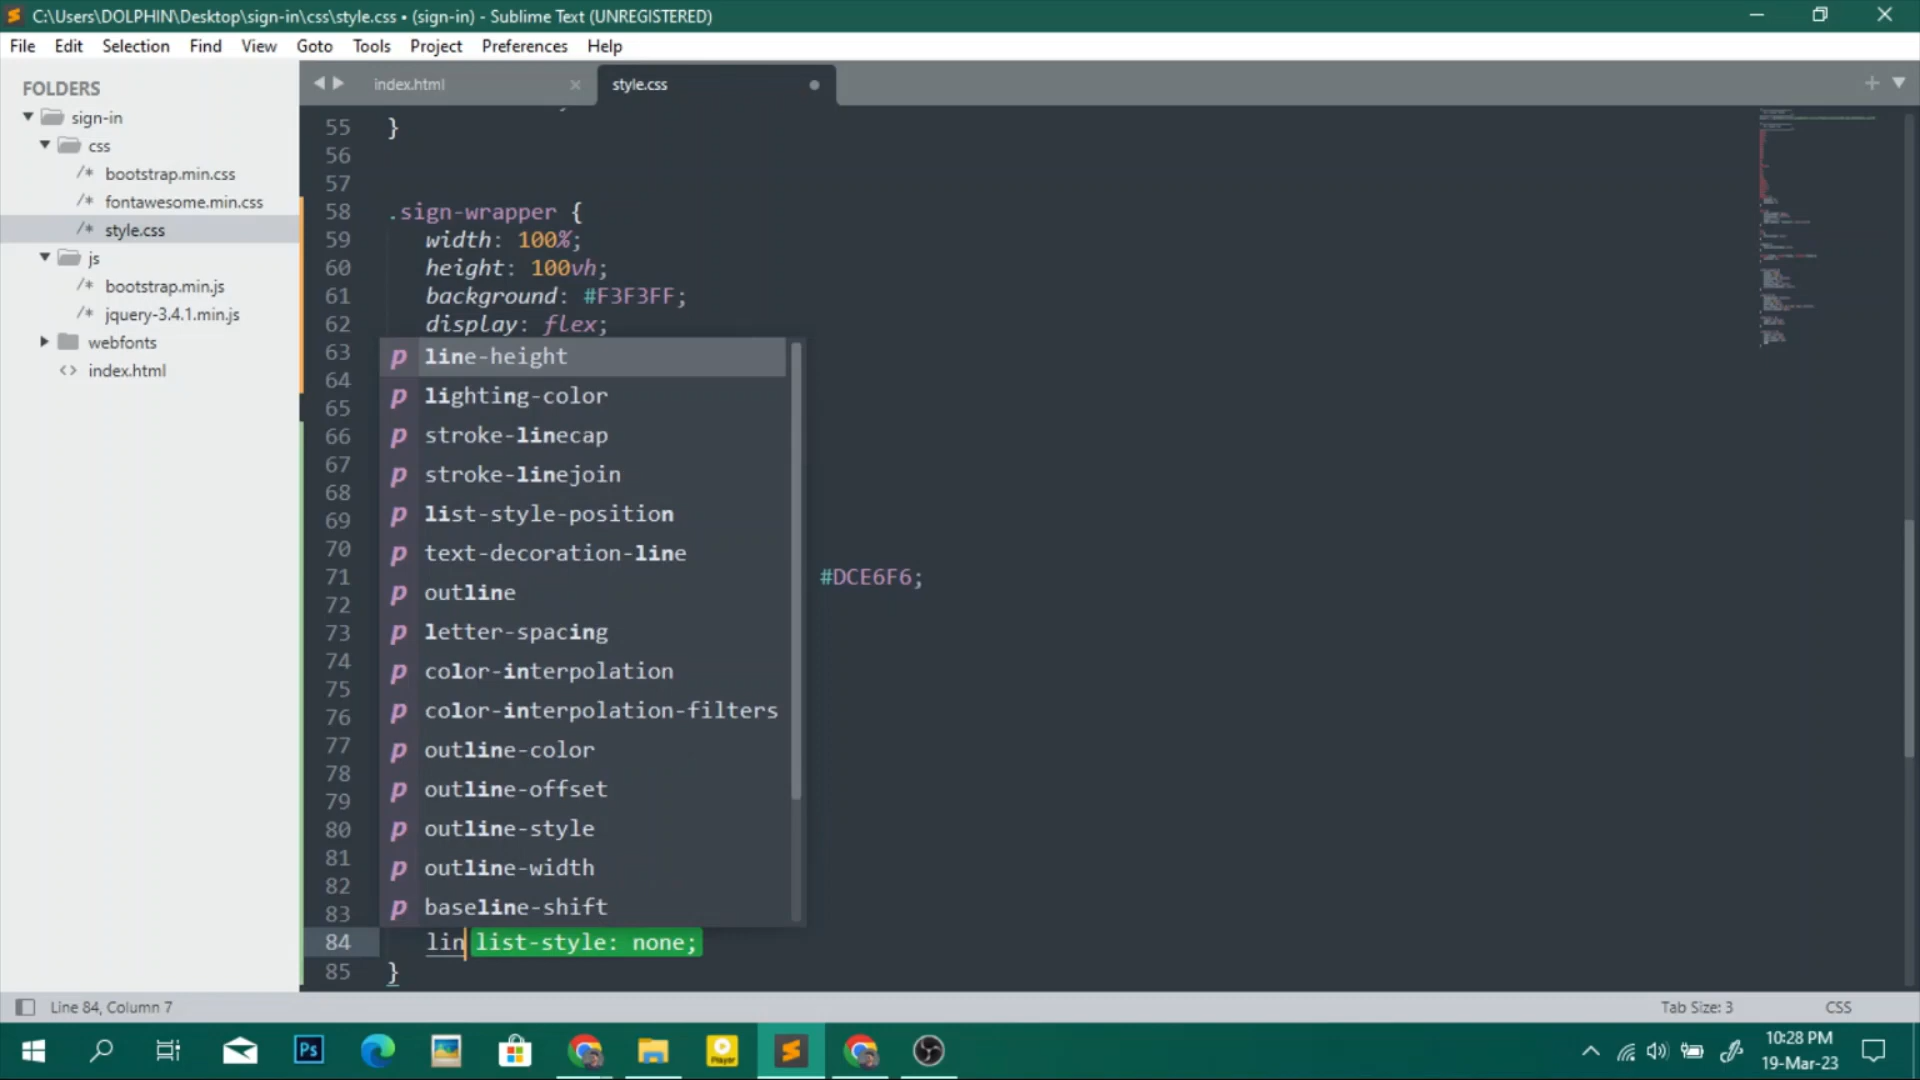 C:\Users\DOLPHIN\Desktop\sign-in\css\style.css • (sign-in) - Sublime Text (UNREGISTERED)
File Edit Selection Find View Goto Tools Project Preferences Help
FOLDERS
sign-in
css
/* bootstrap.min.css
/* fontawesome.min.css
/* style.css
js
/* bootstrap.min.js
/* jquery-3.4.1.min.js
webfonts
<> index.html
index.html
style.css
55 }
56
57
58 .sign-wrapper {
59 width: 100%;
60 height: 100vh;
61 background: #F3F3FF;
62 display: flex;
63
64
65
66
67
68
69
70
71 #DCE6F6;
72
73
74
75
76
77
78
79
80
81
82
83
p line-height
p lighting-color
p stroke-linecap
p stroke-linejoin
p list-style-position
p text-decoration-line
p outline
p letter-spacing
p color-interpolation
p color-interpolation-filters
p outline-color
p outline-offset
p outline-style
p outline-width
p baseline-shift
84 lin list-style: none;
85 }
Line 84, Column 7
Tab Size: 3
CSS
Ps
Player
10:28 PM
19-Mar-23